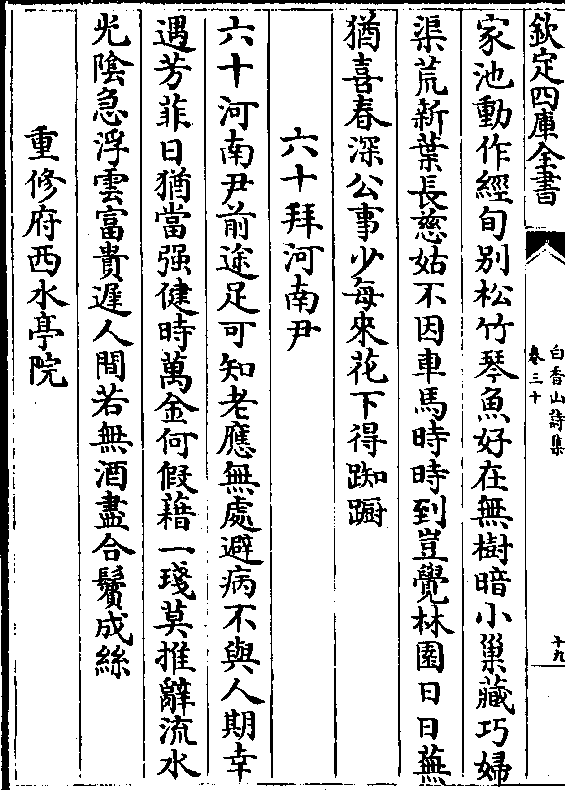 欽定四庫全書
白香山詩集
卷三十
十九
家池動作經旬別松竹琴魚好在無樹暗小巢藏巧婦
渠荒新葉長慈姑不因車馬時時到豈覺林園日日蕪
猶喜春深公事少每來花下得踟蹰
六十拜河南尹
六十河南尹前途足可知老應無處避病不與人期幸
遇芳菲日猶當强健時萬金何假藉一琖莫推辭流水
光陰急浮雲富貴遲人間若無酒盡合鬢成絲
重修府西水亭院